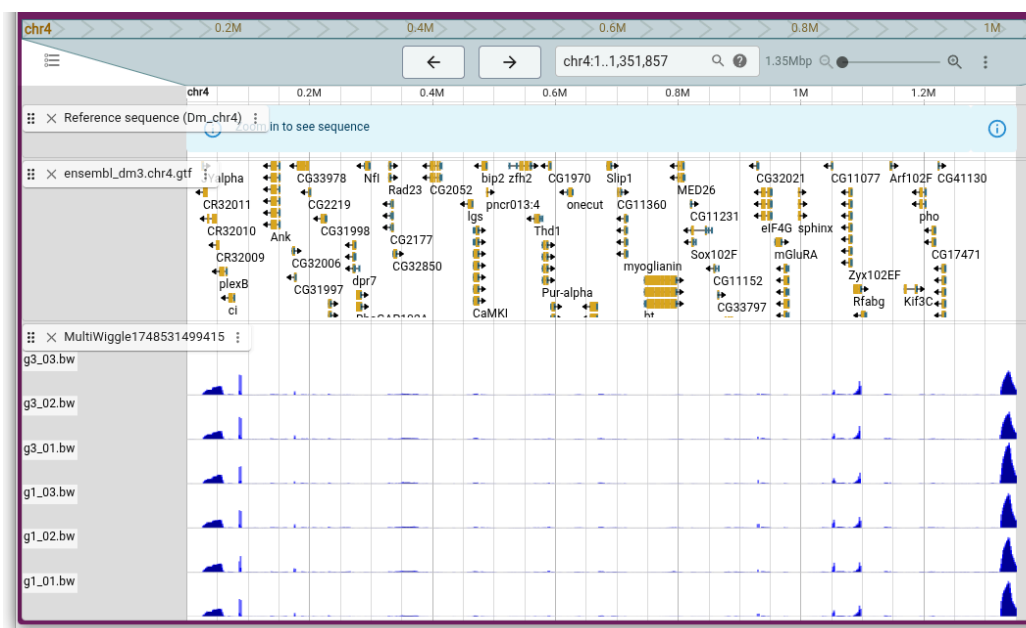 chr4 0.2M 0.4M 0.6M 0.8M 1M
chr4:1..1,351,857 1.35Mbp
chr4 0.2M 0.4M 0.6M 0.8M 1M 1.2M
Reference sequence (Dm_chr4)
in to see sequence
ensembl_dm3.chr4.gtf
CG33978 Nfl bip2 zfh2 CG1970 Slip1 CG32021 CG11077 Arf102F CG41130
Rad23 CG2052 MED26
CR32011 CG2219 pncr013:4 onecut CG11360
lgs CG11231 pho
CR32010 CG31998 Thd1 eIF4G sphinx
Ank CG2177
CR32009 CG32006 CG32850 Sox102F mGluRA CG17471
myoglianin
plexB dpr7 CG11152 Zyx102EF
CG31997 Pur-alpha
ci CaMKI CG33797 Rfabg Kif3C
MultiWiggle1748531499415
g3_03.bw
g3_02.bw
g3_01.bw
g1_03.bw
g1_02.bw
g1_01.bw